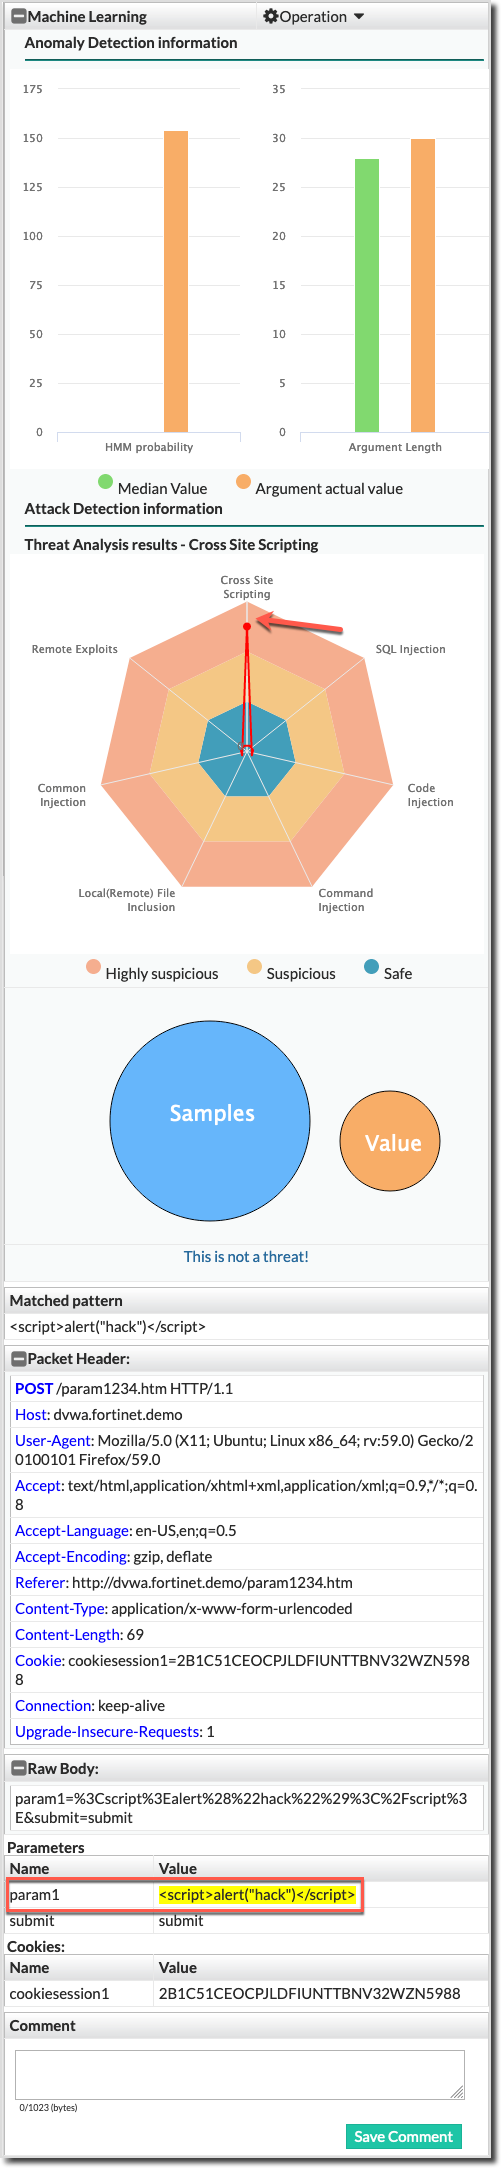 Machine Learning
Operation
Anomaly Detection information
175
150
125
100
75
50
25
0
HMM probability
35
30
25
20
15
10
5
0
Argument Length
Median Value
Argument actual value
Attack Detection information
Threat Analysis results - Cross Site Scripting
Cross Site
Scripting
Remote Exploits
SQL Injection
Common
Injection
Code
Injection
Local(Remote) File
Inclusion
Command
Injection
Highly suspicious
Suspicious
Safe
Samples
Value
This is not a threat!
Matched pattern
<script>alert("hack")</script>
Packet Header:
POST /param1234.htm HTTP/1.1
Host: dvwa.fortinet.demo
User-Agent: Mozilla/5.0 (X11; Ubuntu; Linux x86_64; rv:59.0) Gecko/2
0100101 Firefox/59.0
Accept: text/html,application/xhtml+xml,application/xml;q=0.9,*/*;q=0.
8
Accept-Language: en-US,en;q=0.5
Accept-Encoding: gzip, deflate
Referer: http://dvwa.fortinet.demo/param1234.htm
Content-Type: application/x-www-form-urlencoded
Content-Length: 69
Cookie: cookiesession1=2B1C51CEOCPJLDFIUNTTBNV32WZN598
8
Connection: keep-alive
Upgrade-Insecure-Requests: 1
Raw Body:
param1=%3Cscript%3Ealert%28%22hack%22%29%3C%2Fscript%3
E&submit=submit
Parameters
Name Value
param1 <script>alert("hack")</script>
submit submit
Cookies:
Name Value
cookiesession1 2B1C51CEOCPJLDFIUNTTBNV32WZN5988
Comment
0/1023 (bytes)
Save Comment